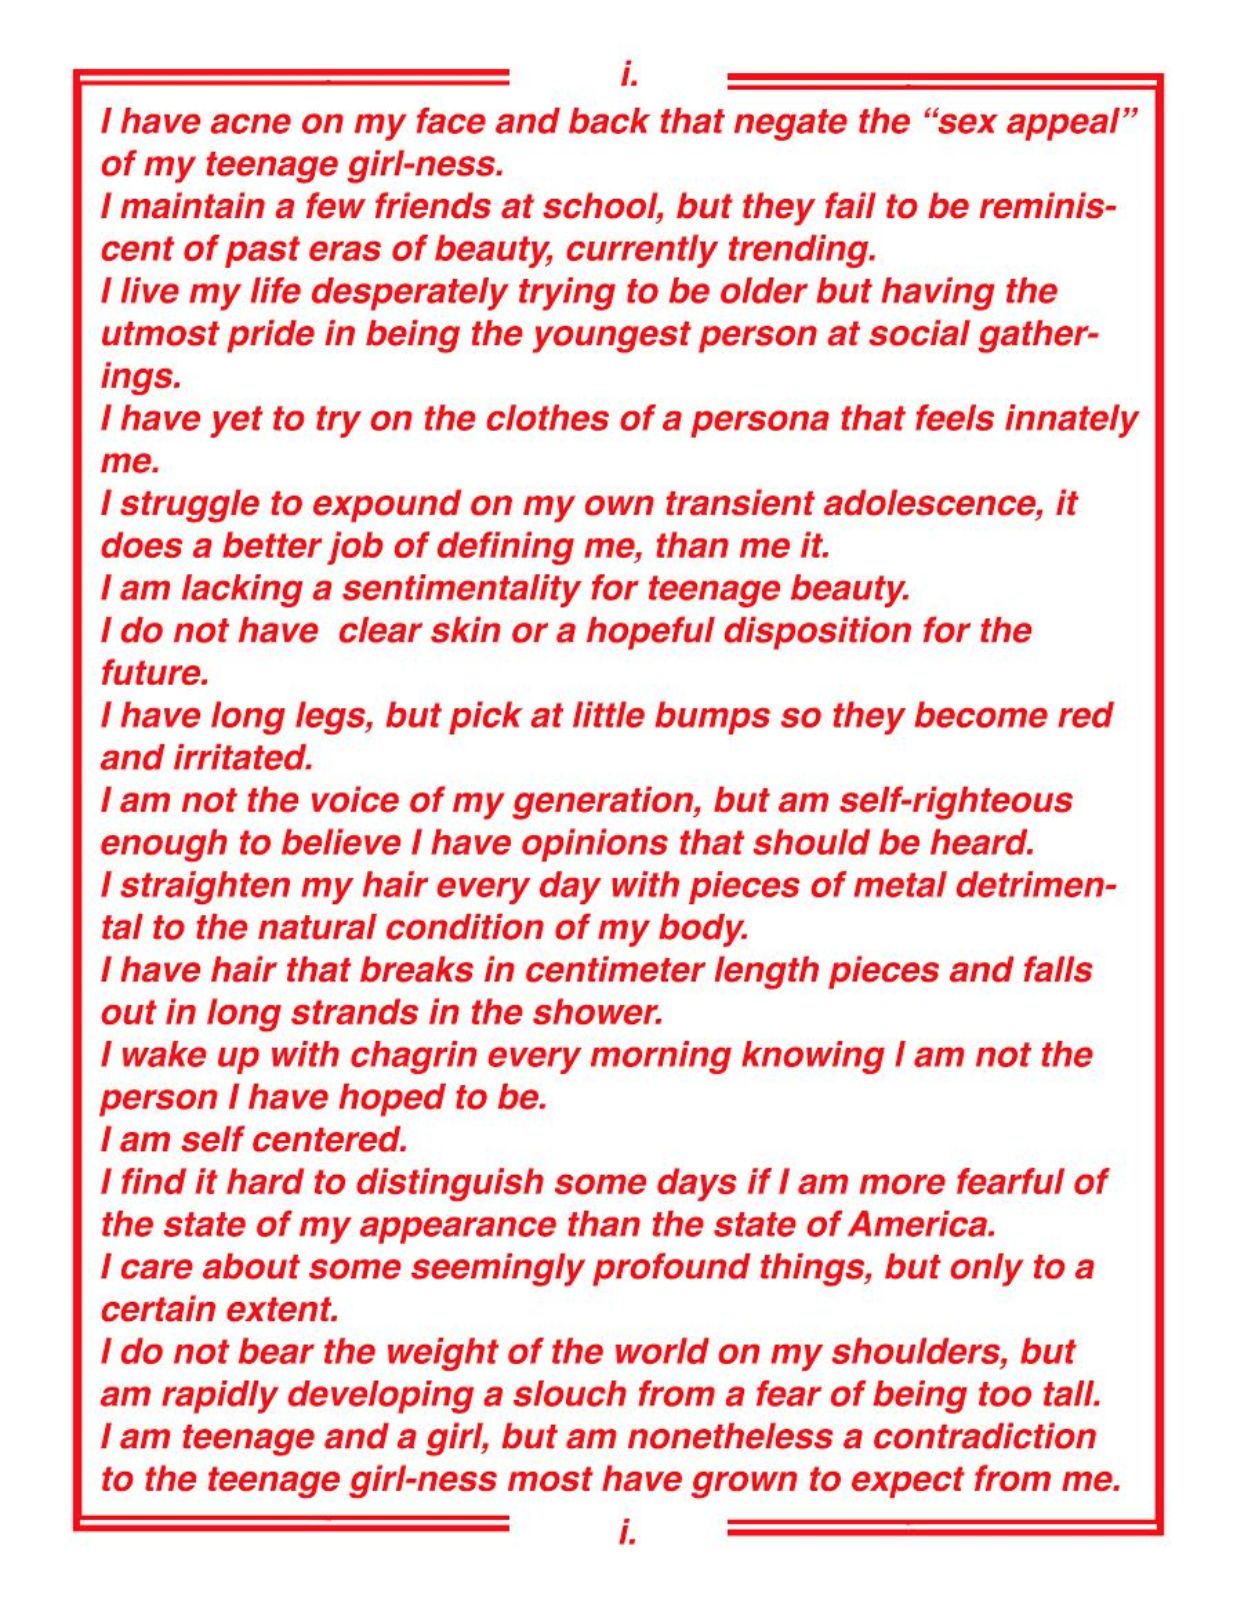 i.
I have acne on my face and back that negate the “sex appeal”
of my teenage girl-ness.
I maintain a few friends at school, but they fail to be reminis-
cent of past eras of beauty, currently trending.
I live my life desperately trying to be older but having the
utmost pride in being the youngest person at social gather-
ings.
I have yet to try on the clothes of a persona that feels innately
me.
I struggle to expound on my own transient adolescence, it
does a better job of defining me, than me it.
I am lacking a sentimentality for teenage beauty.
I do not have  clear skin or a hopeful disposition for the
future.
I have long legs, but pick at little bumps so they become red
and irritated.
I am not the voice of my generation, but am self-righteous
enough to believe I have opinions that should be heard.
I straighten my hair every day with pieces of metal detrimen-
tal to the natural condition of my body.
I have hair that breaks in centimeter length pieces and falls
out in long strands in the shower.
I wake up with chagrin every morning knowing I am not the
person I have hoped to be.
I am self centered.
I find it hard to distinguish some days if I am more fearful of
the state of my appearance than the state of America.
I care about some seemingly profound things, but only to a
certain extent.
I do not bear the weight of the world on my shoulders, but
am rapidly developing a slouch from a fear of being too tall.
I am teenage and a girl, but am nonetheless a contradiction
to the teenage girl-ness most have grown to expect from me.
i.